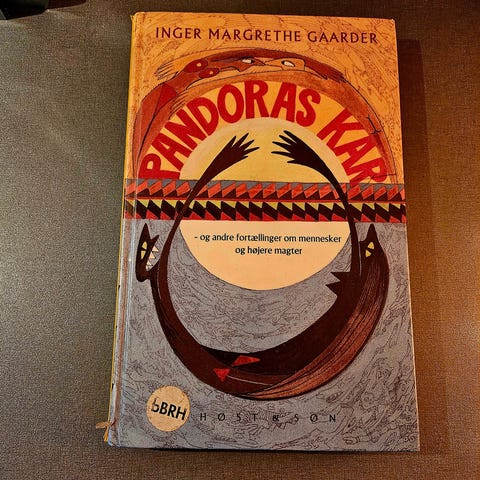 INGER MARGRETHE GAARDER
PANDORAS KAR
- og andre fortællinger om mennesker
og højere magter
bBRH
HØST & SØN